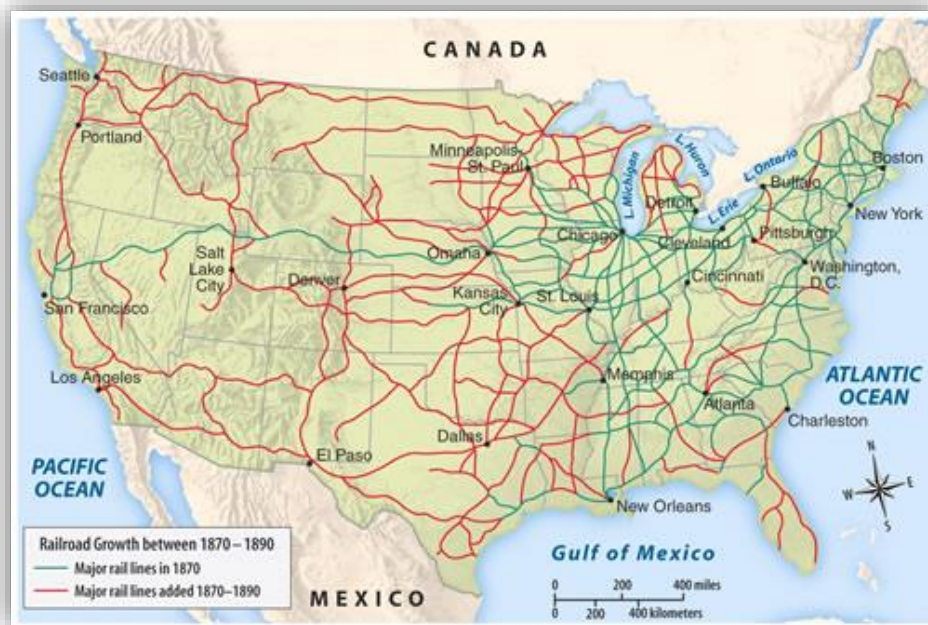 CANADA
Seattle
Portland
Minneapolis-
St. Paul
L. Michigan
L. Huron
L. Ontario
L. Erie
Boston
Buffalo
Detroit
New York
Chicago
Cleveland
Pittsburgh
Omaha
Salt
Lake
City
Denver
Cincinnati
Washington,
D.C.
Kansas
City
St. Louis
San Francisco
Los Angeles
Memphis
ATLANTIC
OCEAN
Atlanta
Charleston
Dallas
El Paso
PACIFIC
OCEAN
N
W E
S
New Orleans
Railroad Growth between 1870 – 1890
Major rail lines in 1870
Major rail lines added 1870–1890
Gulf of Mexico
0 200 400 miles
0 200 400 kilometers
MEXICO